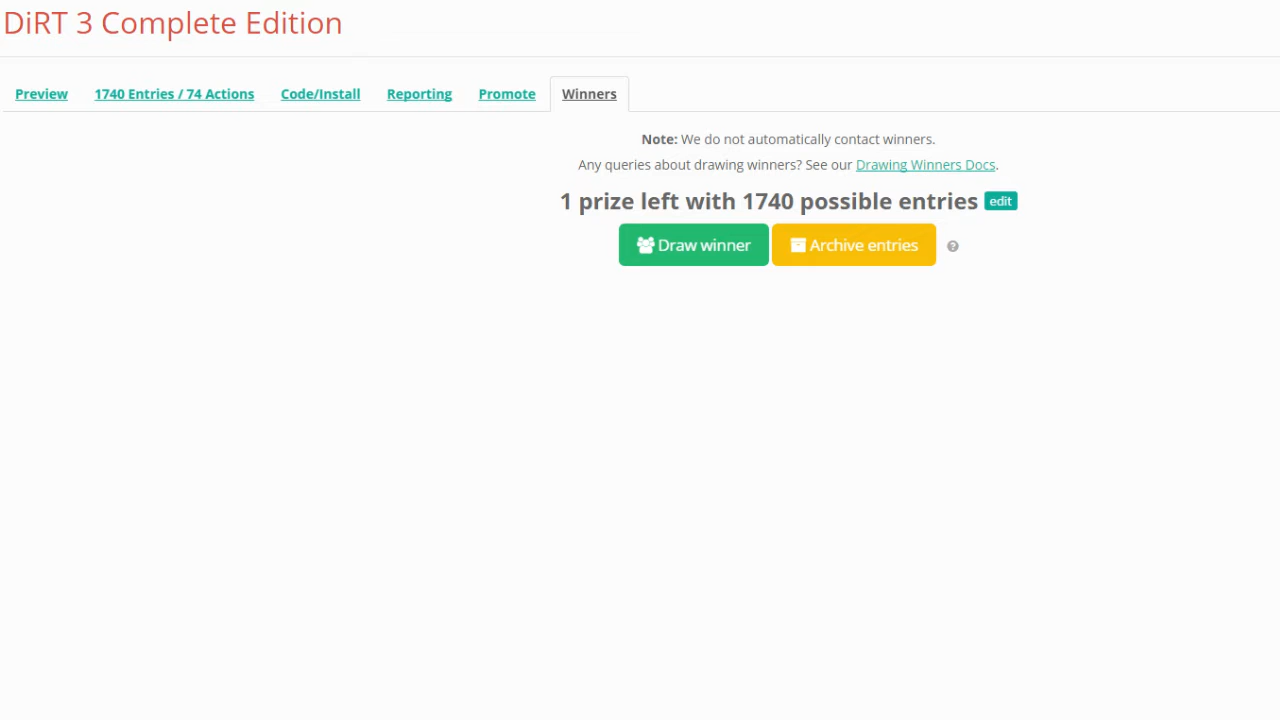 DiRT 3 Complete Edition
Preview 1740 Entries / 74 Actions Code/Install Reporting Promote Winners
Note: We do not automatically contact winners.
Any queries about drawing winners? See our Drawing Winners Docs.
1 prize left with 1740 possible entries edit
Draw winner Archive entries ?